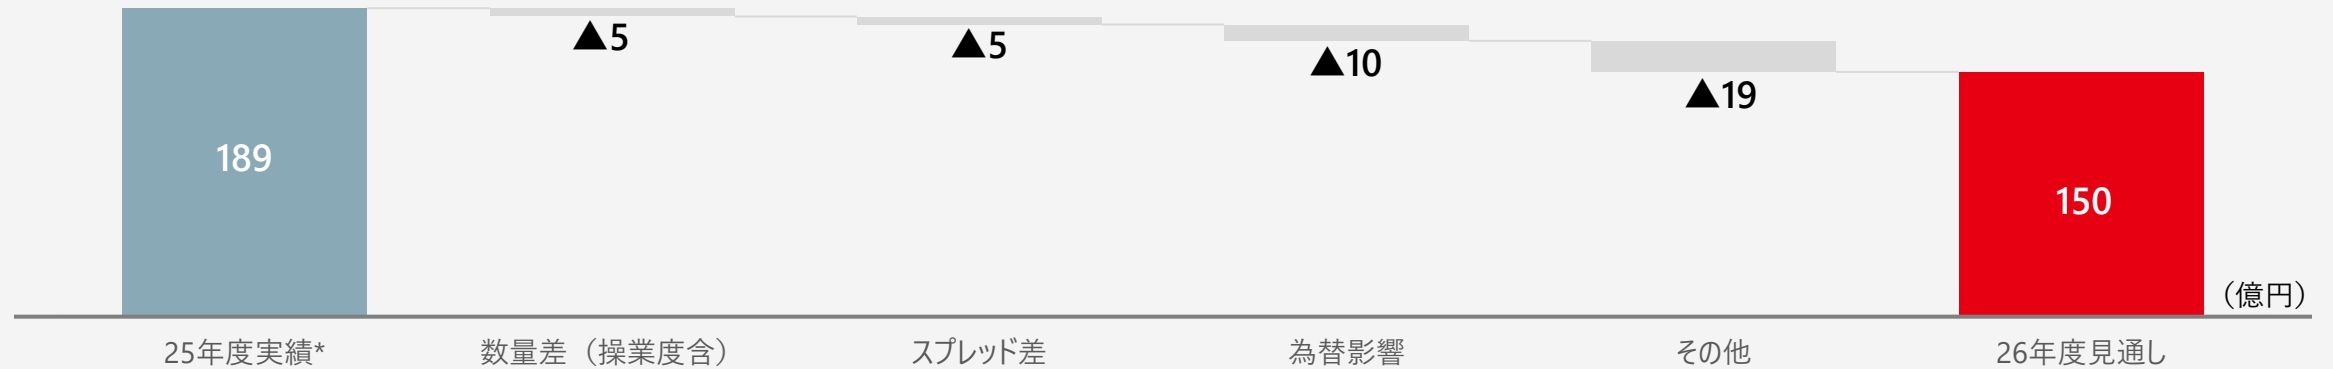 ▲5
▲5
▲10
▲19
189
150
（億円）
25年度実績*
数量差（操業度含）
スプレッド差
為替影響
その他
26年度見通し